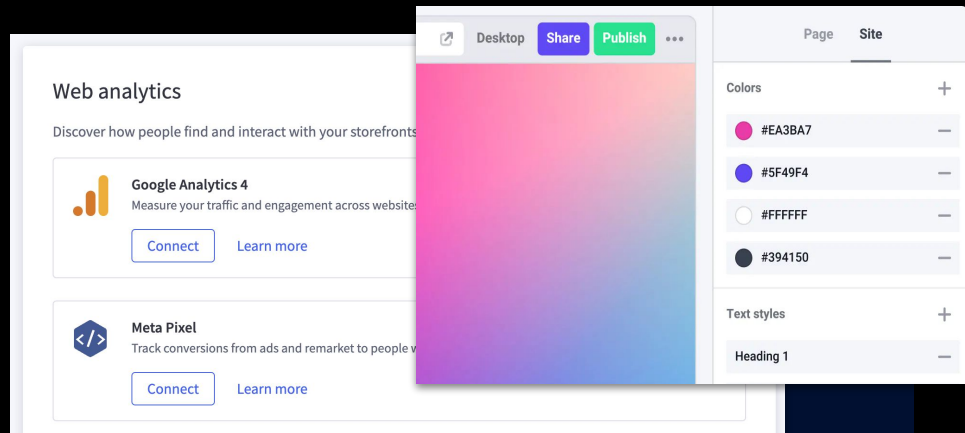 Web analytics
Discover how people find and interact with your storefronts
Google Analytics 4
Measure your traffic and engagement across website
Connect Learn more
</>
Meta Pixel
Track conversions from ads and remarket to people
Connect Learn more
Desktop Share Publish
Page Site
Colors
#EA3BA7
#5F49F4
#FFFFFF
#394150
Text styles
Heading 1